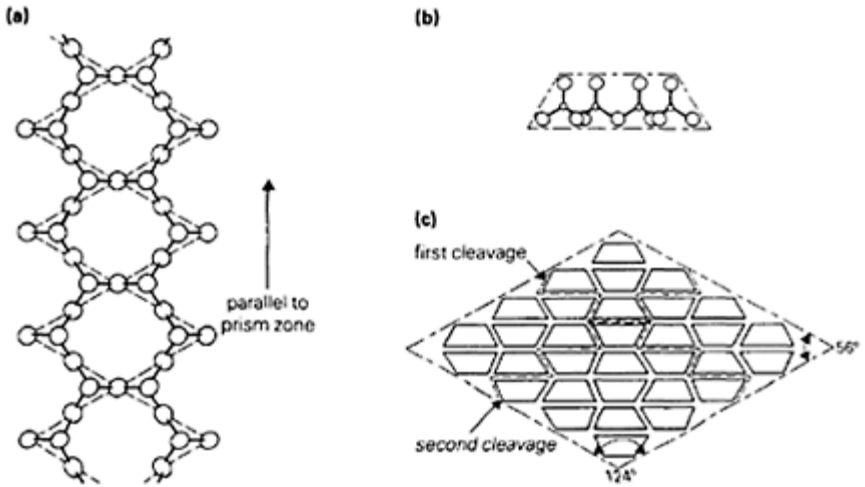 (a)
parallel to
prism zone
(b)
(c)
first cleavage
56°
second cleavage
124°